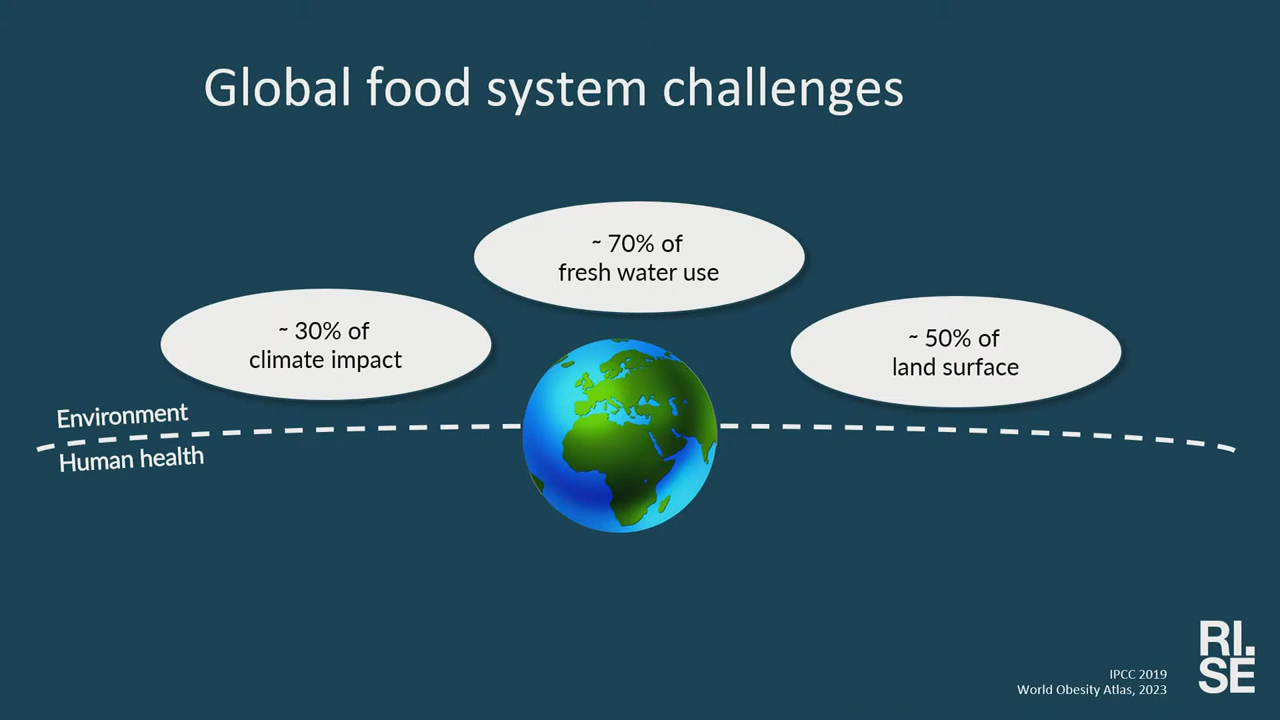 Global food system challenges
~ 70% of
fresh water use
~ 30% of
climate impact
~ 50% of
land surface
Environment
Human health
IPCC 2019
World Obesity Atlas, 2023
RI.
SE